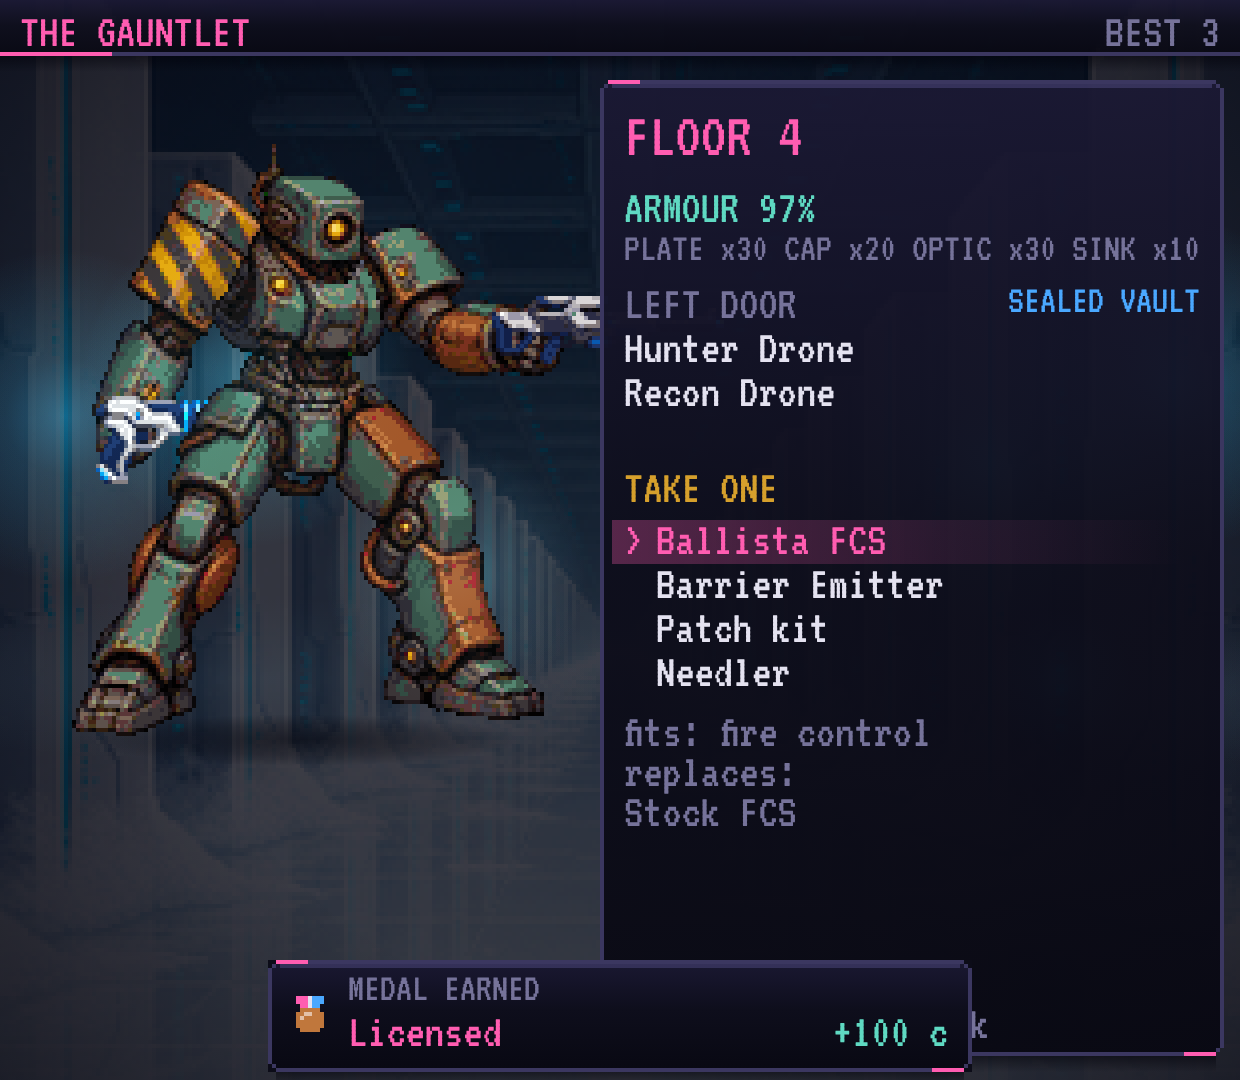 THE GAUNTLET
BEST 3
FLOOR 4
ARMOUR 97%
PLATE x30 CAP x20 OPTIC x30 SINK x10
LEFT DOOR
SEALED VAULT
Hunter Drone
Recon Drone
TAKE ONE
> Ballista FCS
Barrier Emitter
Patch kit
Needler
fits: fire control
replaces:
Stock FCS
MEDAL EARNED
Licensed
+100 c